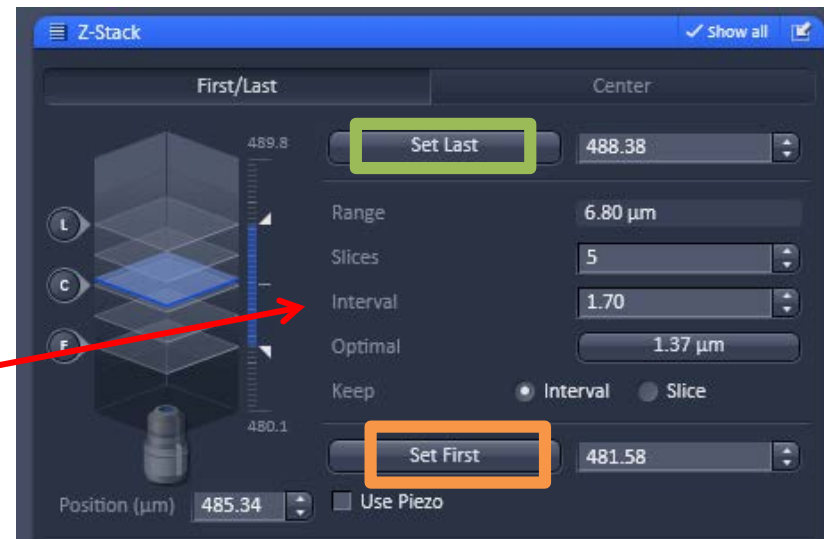 Z-Stack Show all
First/Last Center
489.8 Set Last 488.38
L Range 6.80 µm
Slices 5
C Interval 1.70
F Optimal 1.37 µm
Keep Interval Slice
480.1 Set First 481.58
Position (µm) 485.34 Use Piezo